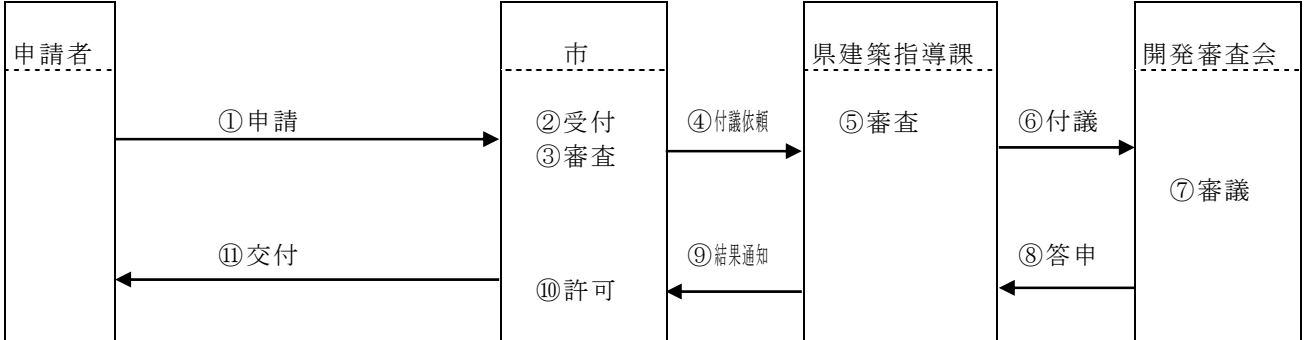 申請者
市
県建築指導課
開発審査会
①申請
②受付
④付議依頼
⑤審査
⑥付議
③審査
⑦審議
⑪交付
⑨結果通知
⑧答申
⑩許可